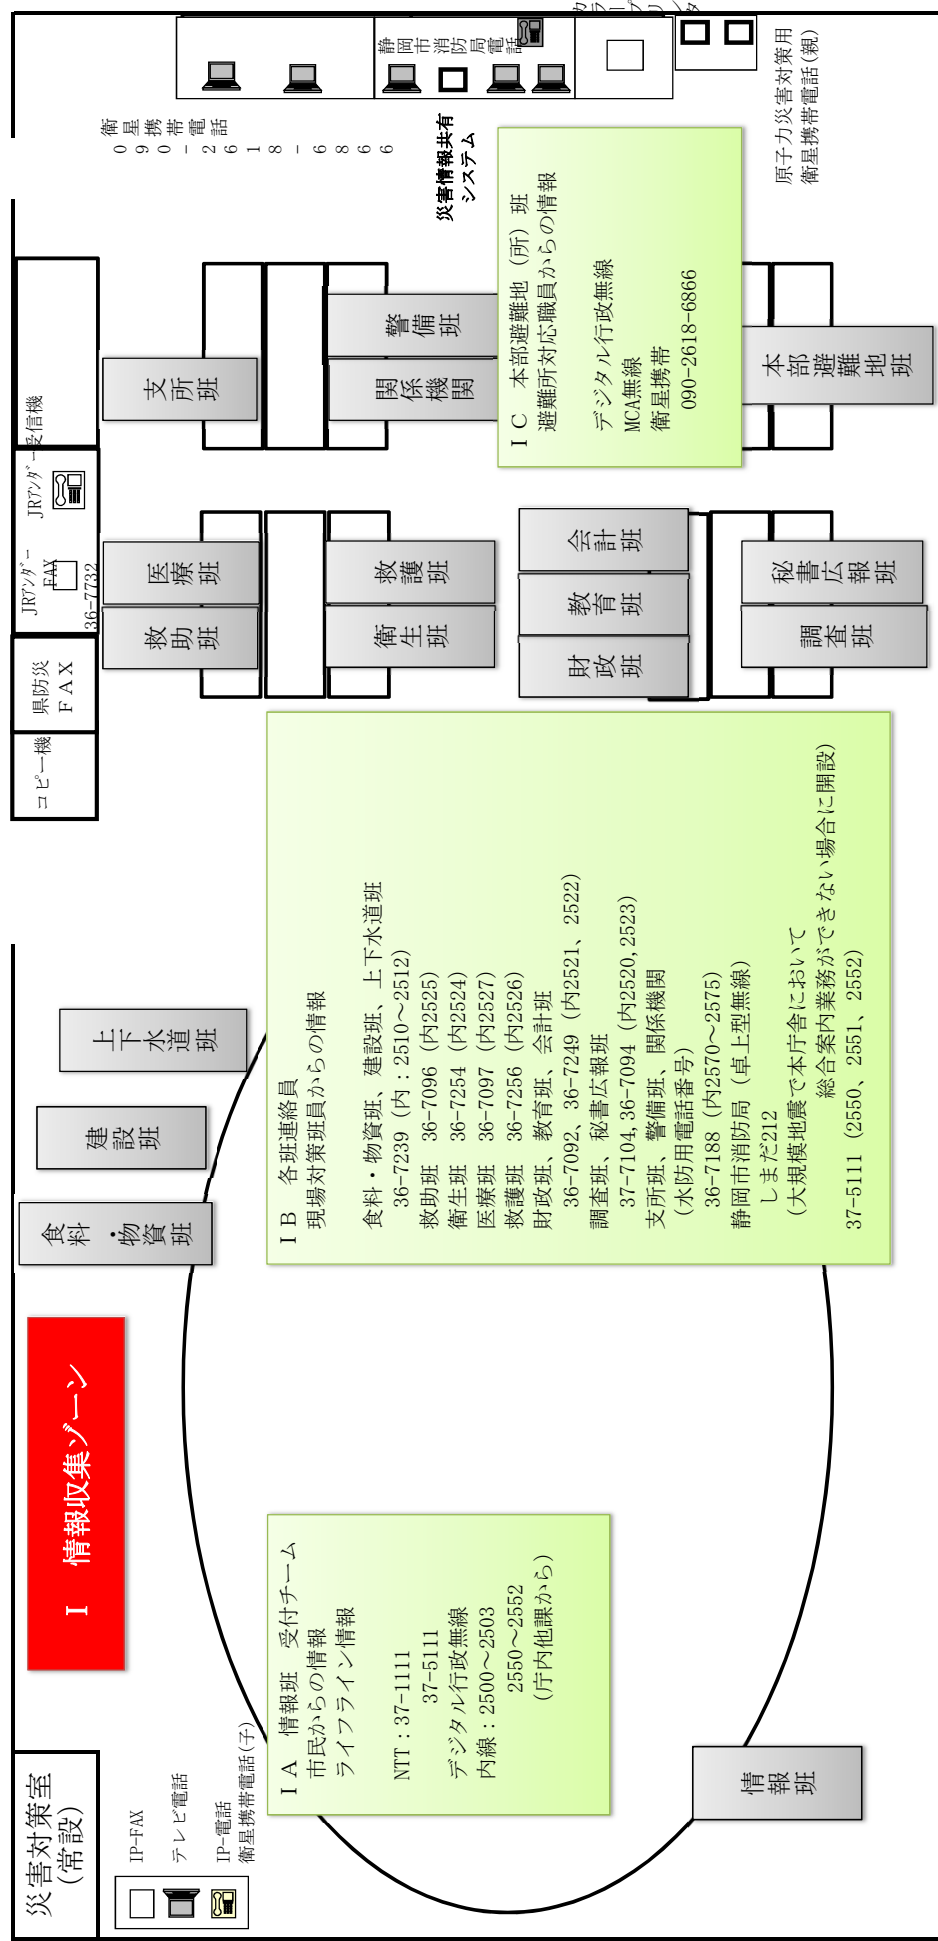 災害対策室
(常設)
IP-FAX
テレビ電話
IP-電話
衛星携帯電話(子)
Ⅰ 情報収集ゾーン
食料・物資班
建設班
上下水道班
コピー機
県防災
FAX
JRアンダー
FAX
36-7732
JRアンダー受信機
ⅠA 情報班 受付チーム
市民からの情報
ライフライン情報
NTT：37-1111
37-5111
デジタル行政無線
内線：2500～2503
2550～2552
(庁内他課から)
情報班
ⅠB 各班連絡員
現場対策班員からの情報
食料・物資班、建設班、上下水道班
36-7239（内：2510～2512)
救助班 36-7096（内2525)
衛生班 36-7254（内2524)
医療班 36-7097（内2527)
救護班 36-7256（内2526)
財政班、教育班、会計班
36-7092、36-7249（内2521、2522)
調査班、秘書広報班
37-7104,36-7094（内2520,2523)
支所班、警備班、関係機関
(水防用電話番号)
36-7188（内2570～2575)
静岡市消防局（卓上型無線)
しまだ212
(大規模地震で本庁舎において
総合案内業務ができない場合に開設)
37-5111（2550、2551、2552)
救助班
医療班
衛生班
救護班
財政班
教育班
会計班
調査班
秘書広報班
支所班
関係機関
警備班
本部避難地班
ⅠC 本部避難地（所）班
避難所対応職員からの情報
デジタル行政無線
MCA無線
衛星携帯
090-2618-6866
衛星携帯電話
090-2618-6866
災害情報共有
システム
静岡市消防局電話
カラープリンタ
原子力災害対策用
衛星携帯電話(親)